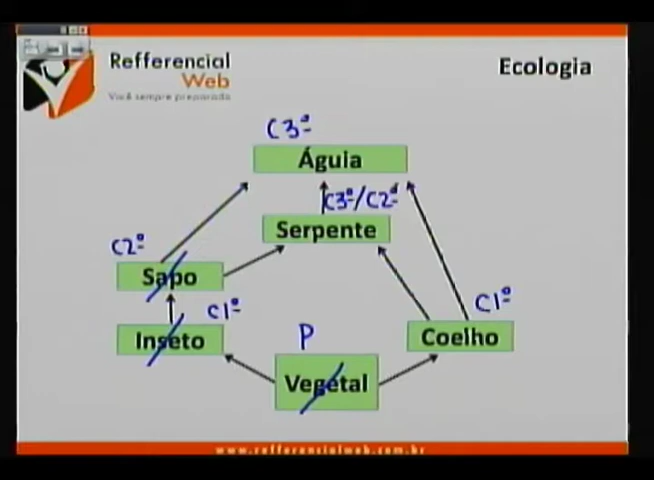 Refferencial
Web
Você sempre preparado
Ecologia
C3º
Águia
C3º/C2º
Serpente
C2º
Sapo
C1º
C1º
Inseto
P
Coelho
Vegetal
www.refferencialweb.com.br